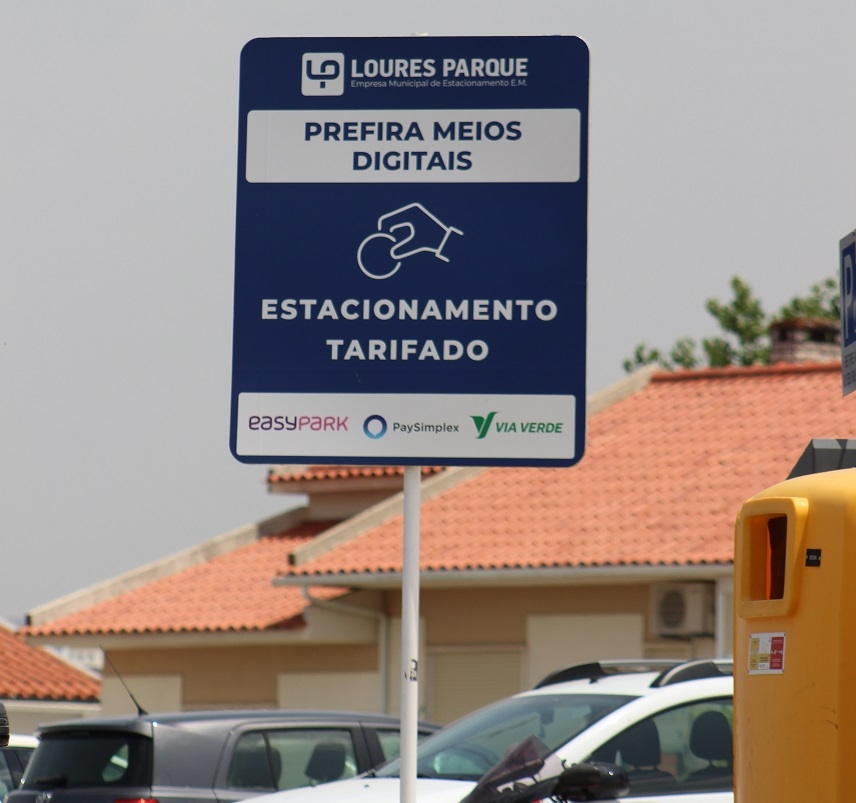 LOURES PARQUE
Empresa Municipal de Estacionamento E.M.
PREFIRA MEIOS
DIGITAIS
ESTACIONAMENTO
TARIFADO
easyPARK PaySimplex VIA VERDE
P